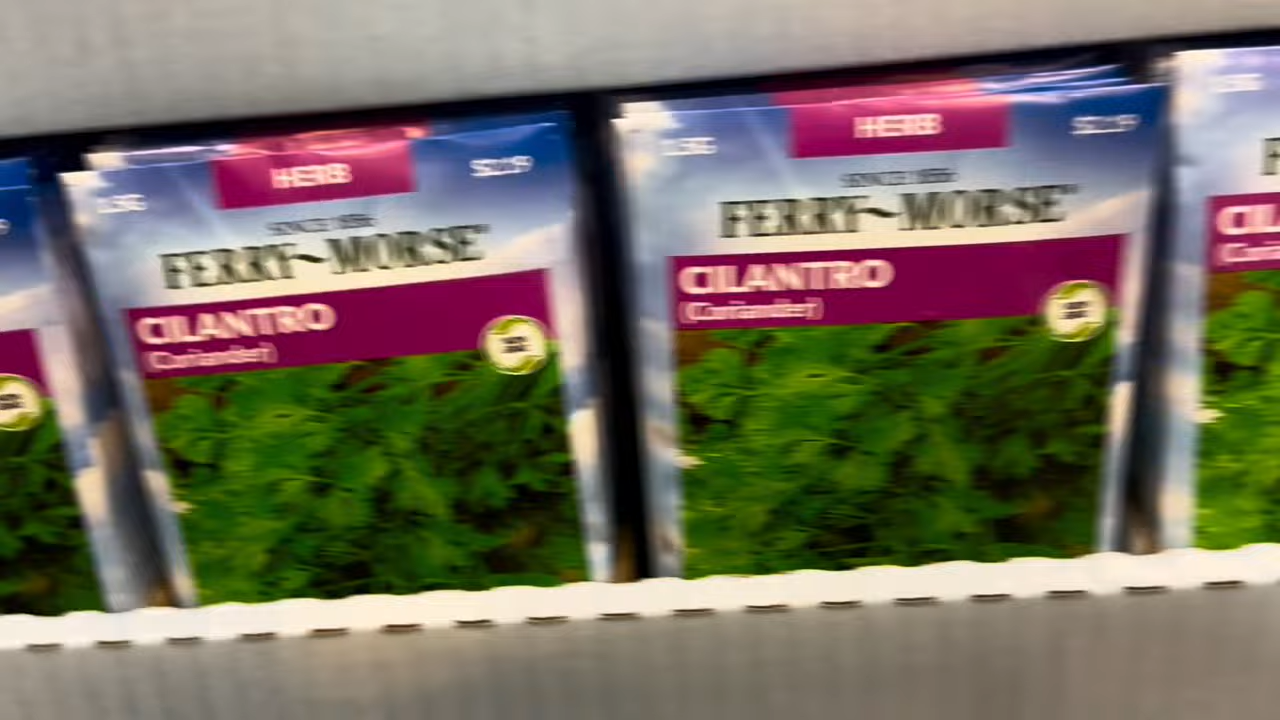 HERB
SINCE 1856
FERRY~MORSE®
CILANTRO
(Coriander)
HERB
SINCE 1856
FERRY~MORSE®
CILANTRO
(Coriander)